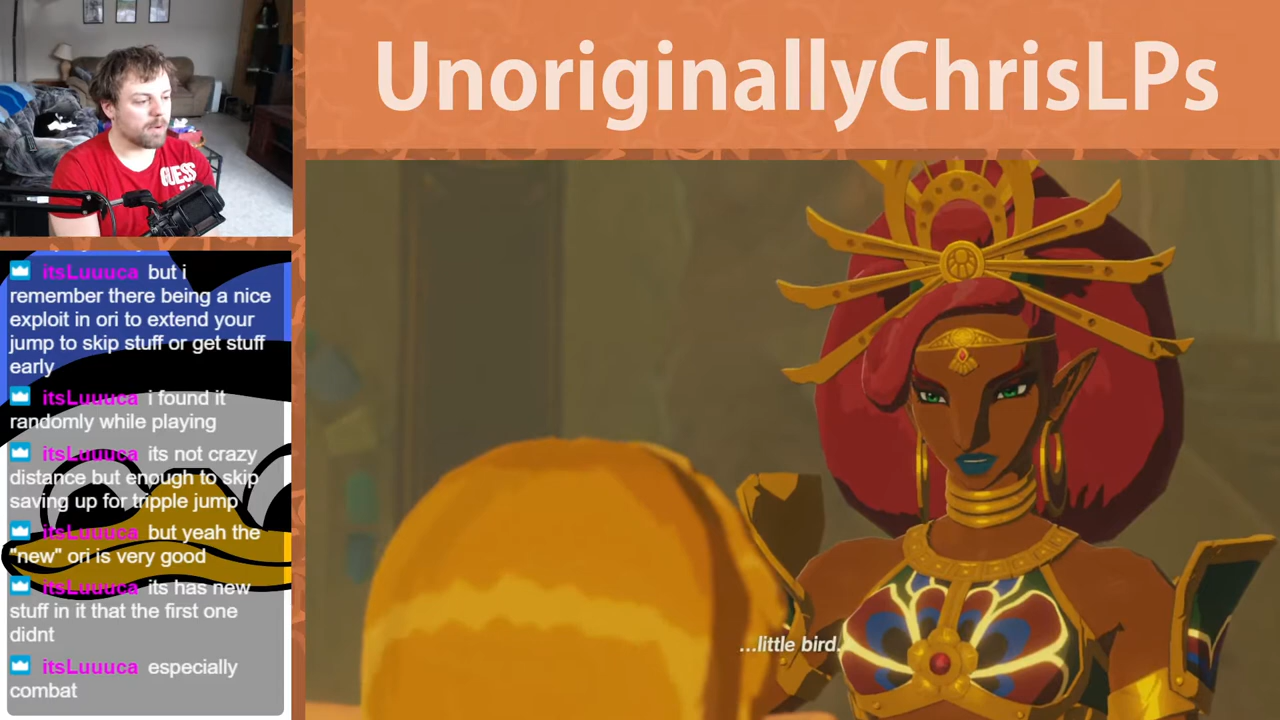 UnoriginallyChrisLPs
GUESS
itsLuuuca but i
remember there being a nice
exploit in ori to extend your
jump to skip stuff or get stuff
early
itsLuuuca i found it
randomly while playing
itsLuuuca its not crazy
distance but enough to skip
saving up for tripple jump
itsLuuuca but yeah the
"new" ori is very good
itsLuuuca its has new
stuff in it that the first one
didnt
itsLuuuca especially
combat
...little bird.